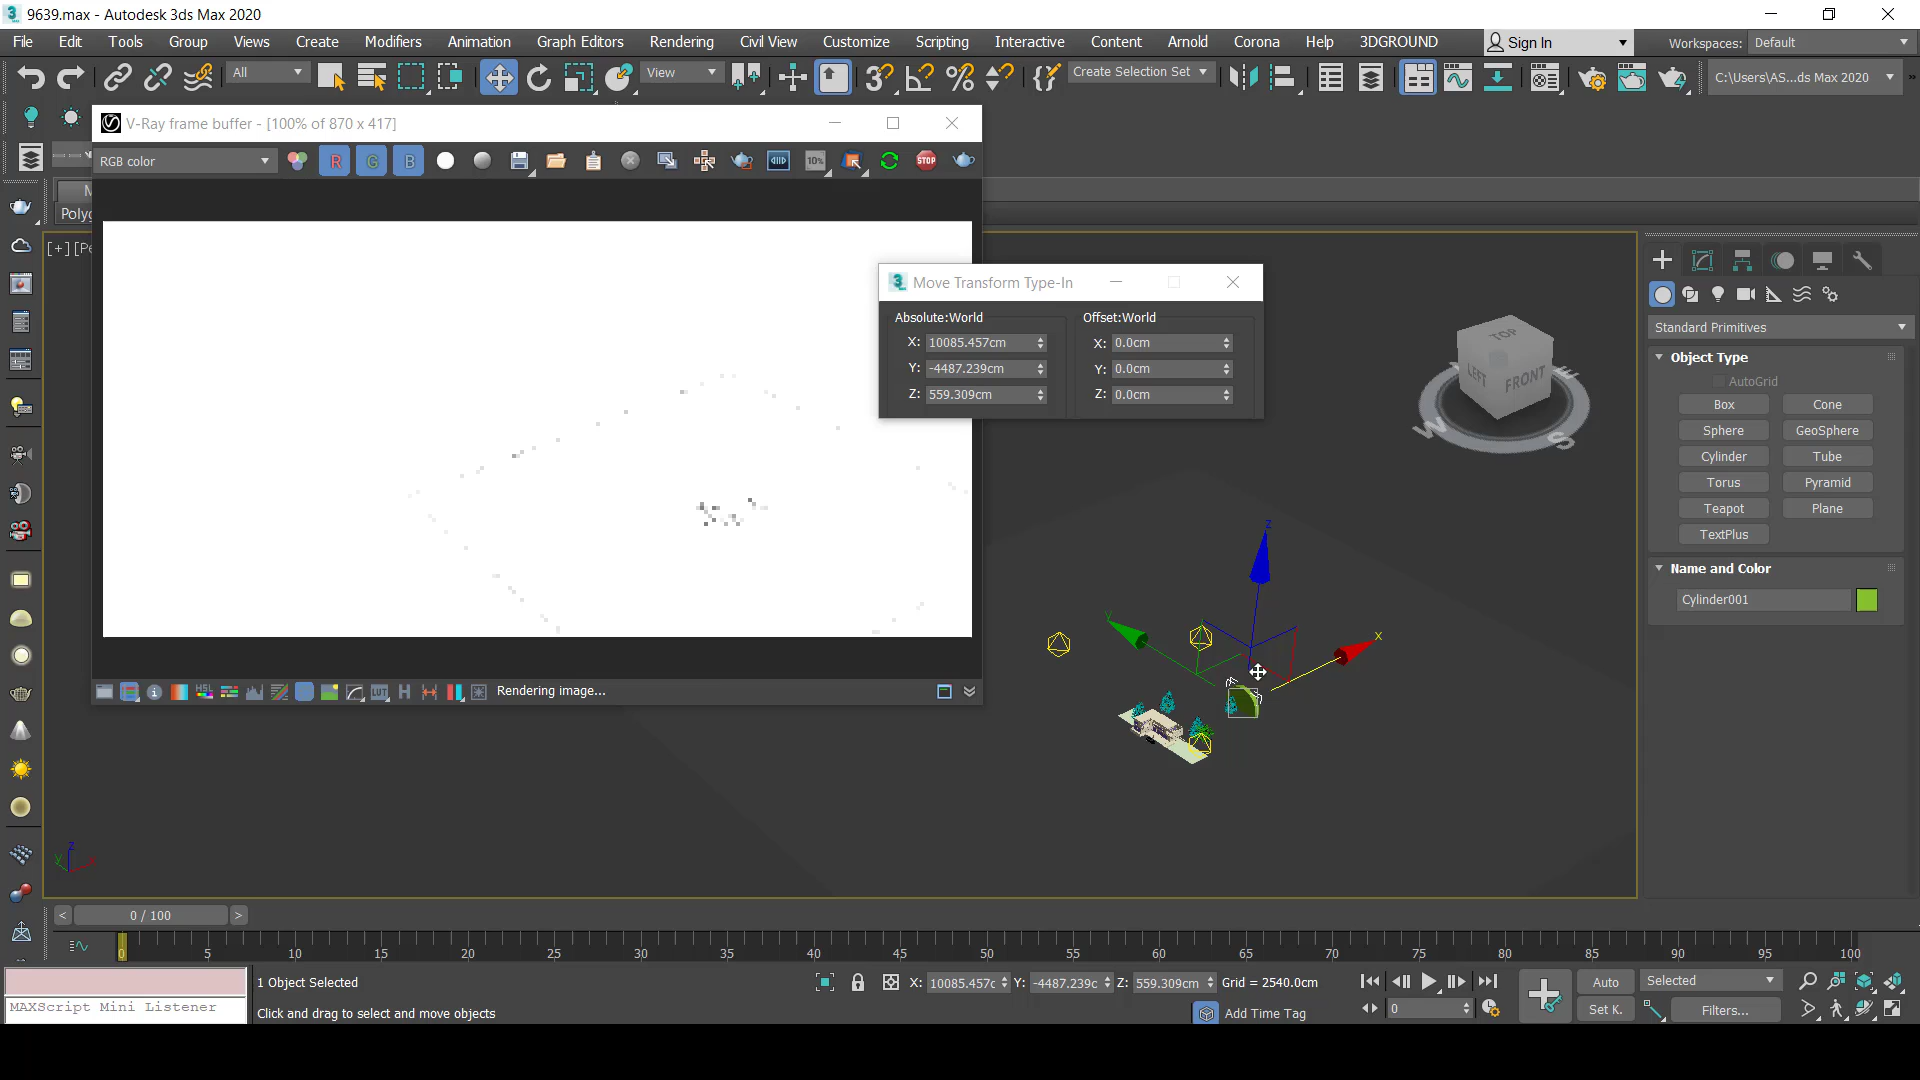 9639.max - Autodesk 3ds Max 2020
File Edit Tools Group Views Create Modifiers Animation Graph Editors Rendering Civil View Customize Scripting Interactive Content Arnold Corona Help 3DGROUND Sign In Workspaces: Default
All View Create Selection Set C:\Users\AS...ds Max 2020
V-Ray frame buffer - [100% of 870 x 417]
RGB color R G B 10% STOP
[+]
Move Transform Type-In
Absolute:World Offset:World
X: 10085.457cm X: 0.0cm
Y: -4487.239cm Y: 0.0cm
Z: 559.309cm Z: 0.0cm
TOP
LEFT FRONT
W S E
Standard Primitives
Object Type
AutoGrid
Box Cone
Sphere GeoSphere
Cylinder Tube
Torus Pyramid
Teapot Plane
TextPlus
Name and Color
Cylinder001
z
y x
HSL LUT H Rendering image...
z
y x
< 0 / 100 >
0 5 10 15 20 25 30 35 40 45 50 55 60 65 70 75 80 85 90 95 100
1 Object Selected X: 10085.457c Y: -4487.239c Z: 559.309cm Grid = 2540.0cm Auto Selected
MAXScript Mini Listener Click and drag to select and move objects Add Time Tag 0 Set K. Filters...